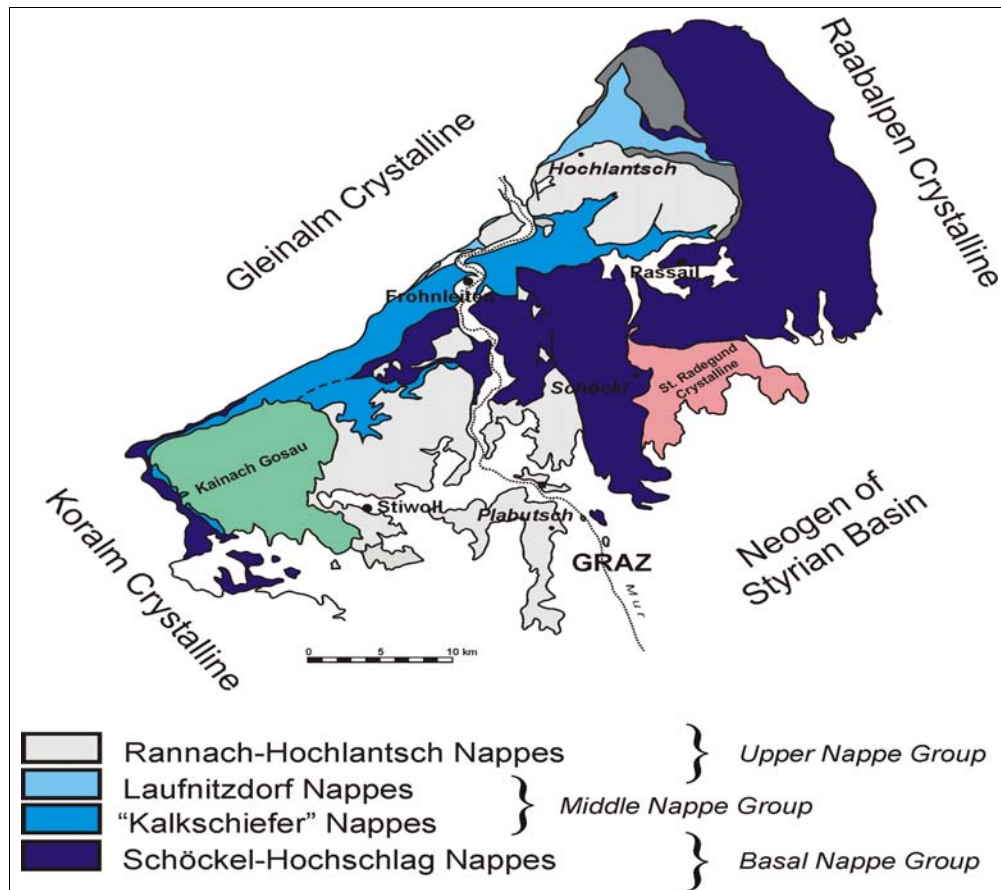 Raabalpen Crystalline
Gleinalm Crystalline
Hochlantsch
Passail
Frohnleiten
Schöckl
St. Radegund
Crystalline
Kainach Gosau
Stiwoll
Plabutsch
GRAZ
Mur
Koralm Crystalline
Neogen of
Styrian Basin
0 5 10 km
Rannach-Hochlantsch Nappes } Upper Nappe Group
Laufnitzdorf Nappes
} Middle Nappe Group
“Kalkschiefer” Nappes
Schöckel-Hochschlag Nappes } Basal Nappe Group